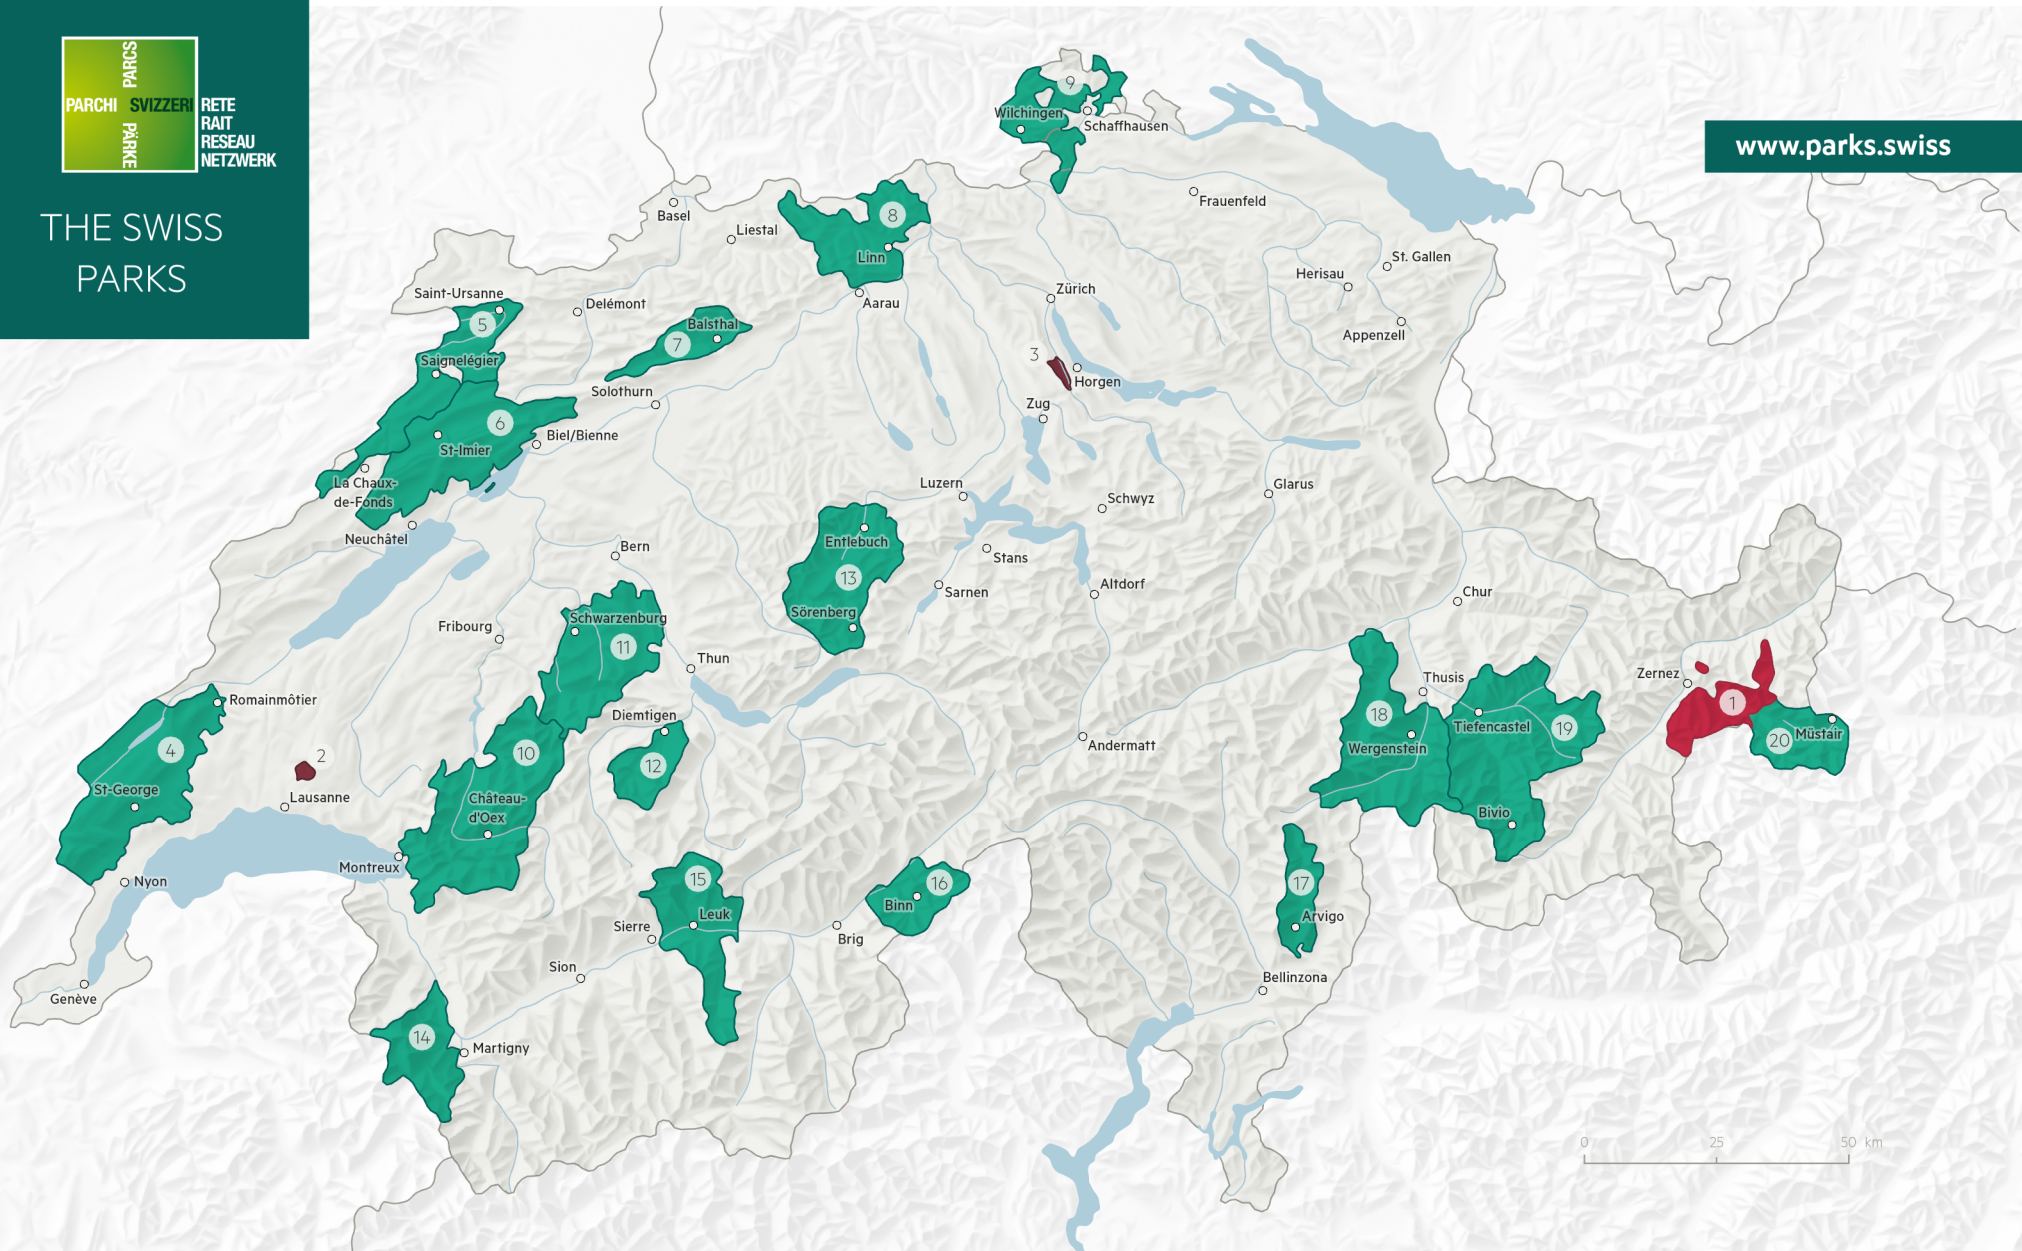 PARCHI SVIZZERI
PARCS
PÄRKE
RETE
RAIT
RESEAU
NETZWERK
THE SWISS
PARKS
www.parks.swiss
9
Wilchingen
Schaffhausen
Basel
Liestal
8
Linn
Aarau
Frauenfeld
St. Gallen
Herisau
Appenzell
Zürich
Saint-Ursanne
5
Delémont
Balsthal
7
Saignelégier
Solothurn
3
Horgen
Zug
6
St-Imier
Biel/Bienne
La Chaux-
de-Fonds
Neuchâtel
Luzern
Schwyz
Glarus
Entlebuch
13
Sörenberg
Stans
Sarnen
Altdorf
Bern
Chur
Schwarzenburg
11
Fribourg
Thun
Romainmôtier
4
St-George
2
Lausanne
Diemtigen
12
10
Château-
d'Oex
Montreux
Nyon
Genève
Andermatt
Thusis
18
Wergenstein
Tiefencastel
19
Bivio
Zernez
1
20
Müstair
15
Leuk
Sierre
Sion
16
Binn
Brig
17
Arvigo
Bellinzona
14
Martigny
0 25 50 km